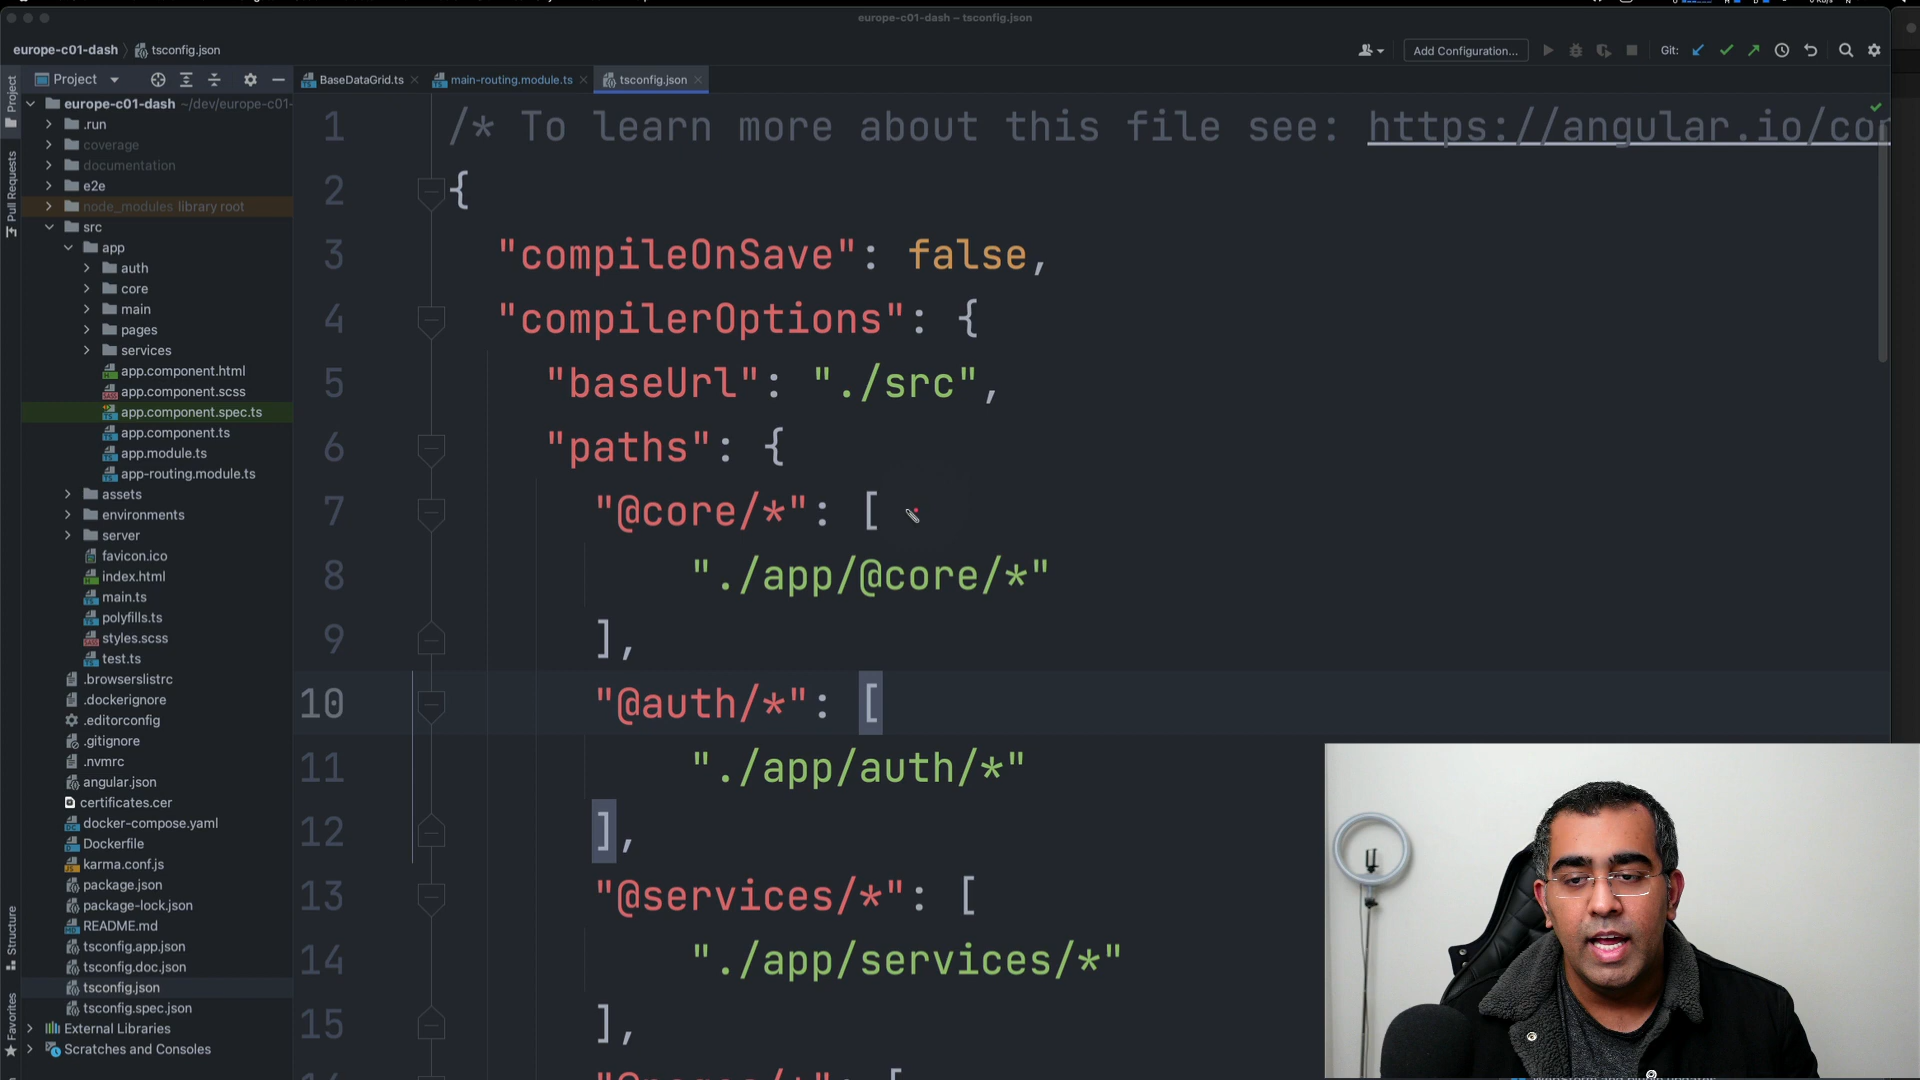 europe-c01-dash – tsconfig.json
europe-c01-dash
tsconfig.json
Add Configuration...
Git:
Project
BaseDataGrid.ts
main-routing.module.ts
tsconfig.json
Project
Pull Requests
Structure
Favorites
europe-c01-dash ~/dev/europe-c01-
.run
coverage
documentation
e2e
node_modules library root
src
app
auth
core
main
pages
services
app.component.html
app.component.scss
app.component.spec.ts
app.component.ts
app.module.ts
app-routing.module.ts
assets
environments
server
favicon.ico
index.html
main.ts
polyfills.ts
styles.scss
test.ts
.browserslistrc
.dockerignore
.editorconfig
.gitignore
.nvmrc
angular.json
certificates.cer
docker-compose.yaml
Dockerfile
karma.conf.js
package.json
package-lock.json
README.md
tsconfig.app.json
tsconfig.doc.json
tsconfig.json
tsconfig.spec.json
External Libraries
Scratches and Consoles
1 /* To learn more about this file see: https://angular.io/con
2 {
3 "compileOnSave": false,
4 "compilerOptions": {
5 "baseUrl": "./src",
6 "paths": {
7 "@core/*": [
8 "./app/@core/*"
9 ],
10 "@auth/*": [
11 "./app/auth/*"
12 ],
13 "@services/*": [
14 "./app/services/*"
15 ],